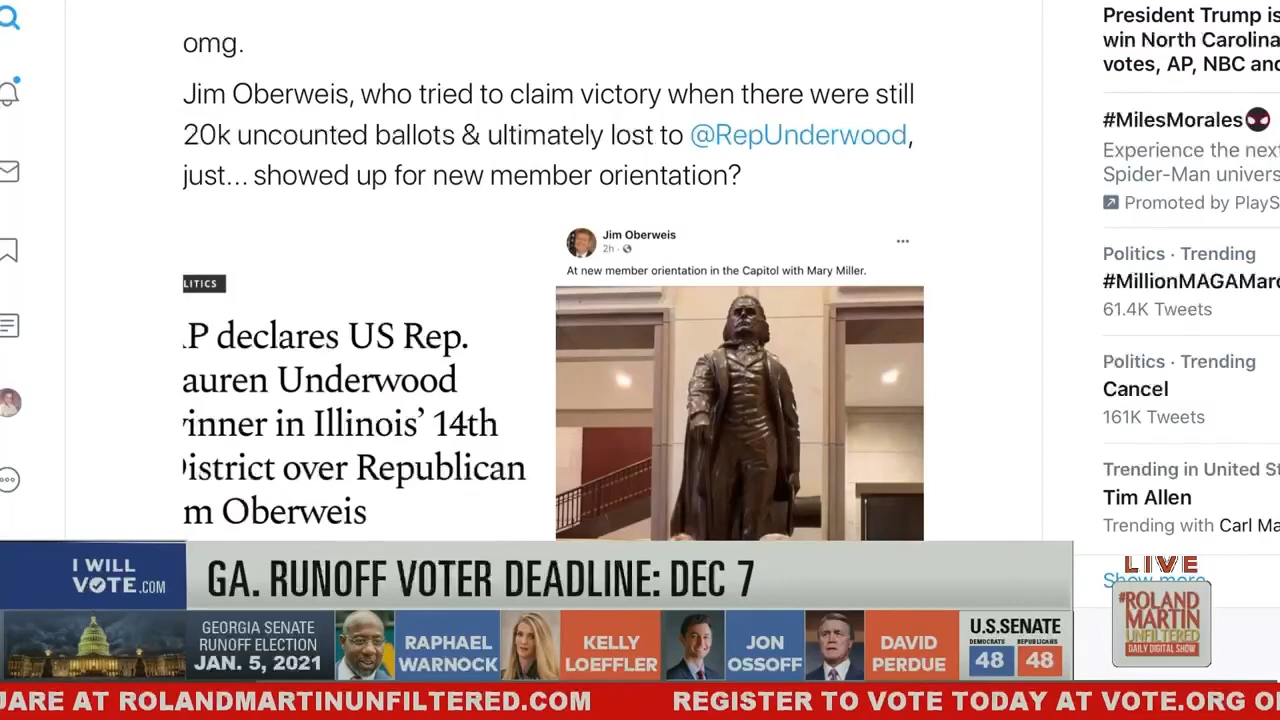 omg.
Jim Oberweis, who tried to claim victory when there were still
20k uncounted ballots & ultimately lost to @RepUnderwood,
just... showed up for new member orientation?
LITICS
P declares US Rep.
auren Underwood
inner in Illinois’ 14th
istrict over Republican
m Oberweis
Jim Oberweis
2h ·
At new member orientation in the Capitol with Mary Miller.
President Trump is
win North Carolina
votes, AP, NBC and
#MilesMorales
Experience the next
Spider-Man univers
Promoted by PlayS
Politics · Trending
#MillionMAGAMarc
61.4K Tweets
Politics · Trending
Cancel
161K Tweets
Trending in United St
Tim Allen
Trending with Carl Ma
Show more
I WILL
VOTE.COM
GA. RUNOFF VOTER DEADLINE: DEC 7
GEORGIA SENATE
RUNOFF ELECTION
JAN. 5, 2021
RAPHAEL
WARNOCK
KELLY
LOEFFLER
JON
OSSOFF
DAVID
PERDUE
U.S.SENATE
DEMOCRATS REPUBLICANS
48 48
LIVE
#ROLAND
MARTIN
UNFILTERED
DAILY DIGITAL SHOW
UARE AT ROLANDMARTINUNFILTERED.COM REGISTER TO VOTE TODAY AT VOTE.ORG O